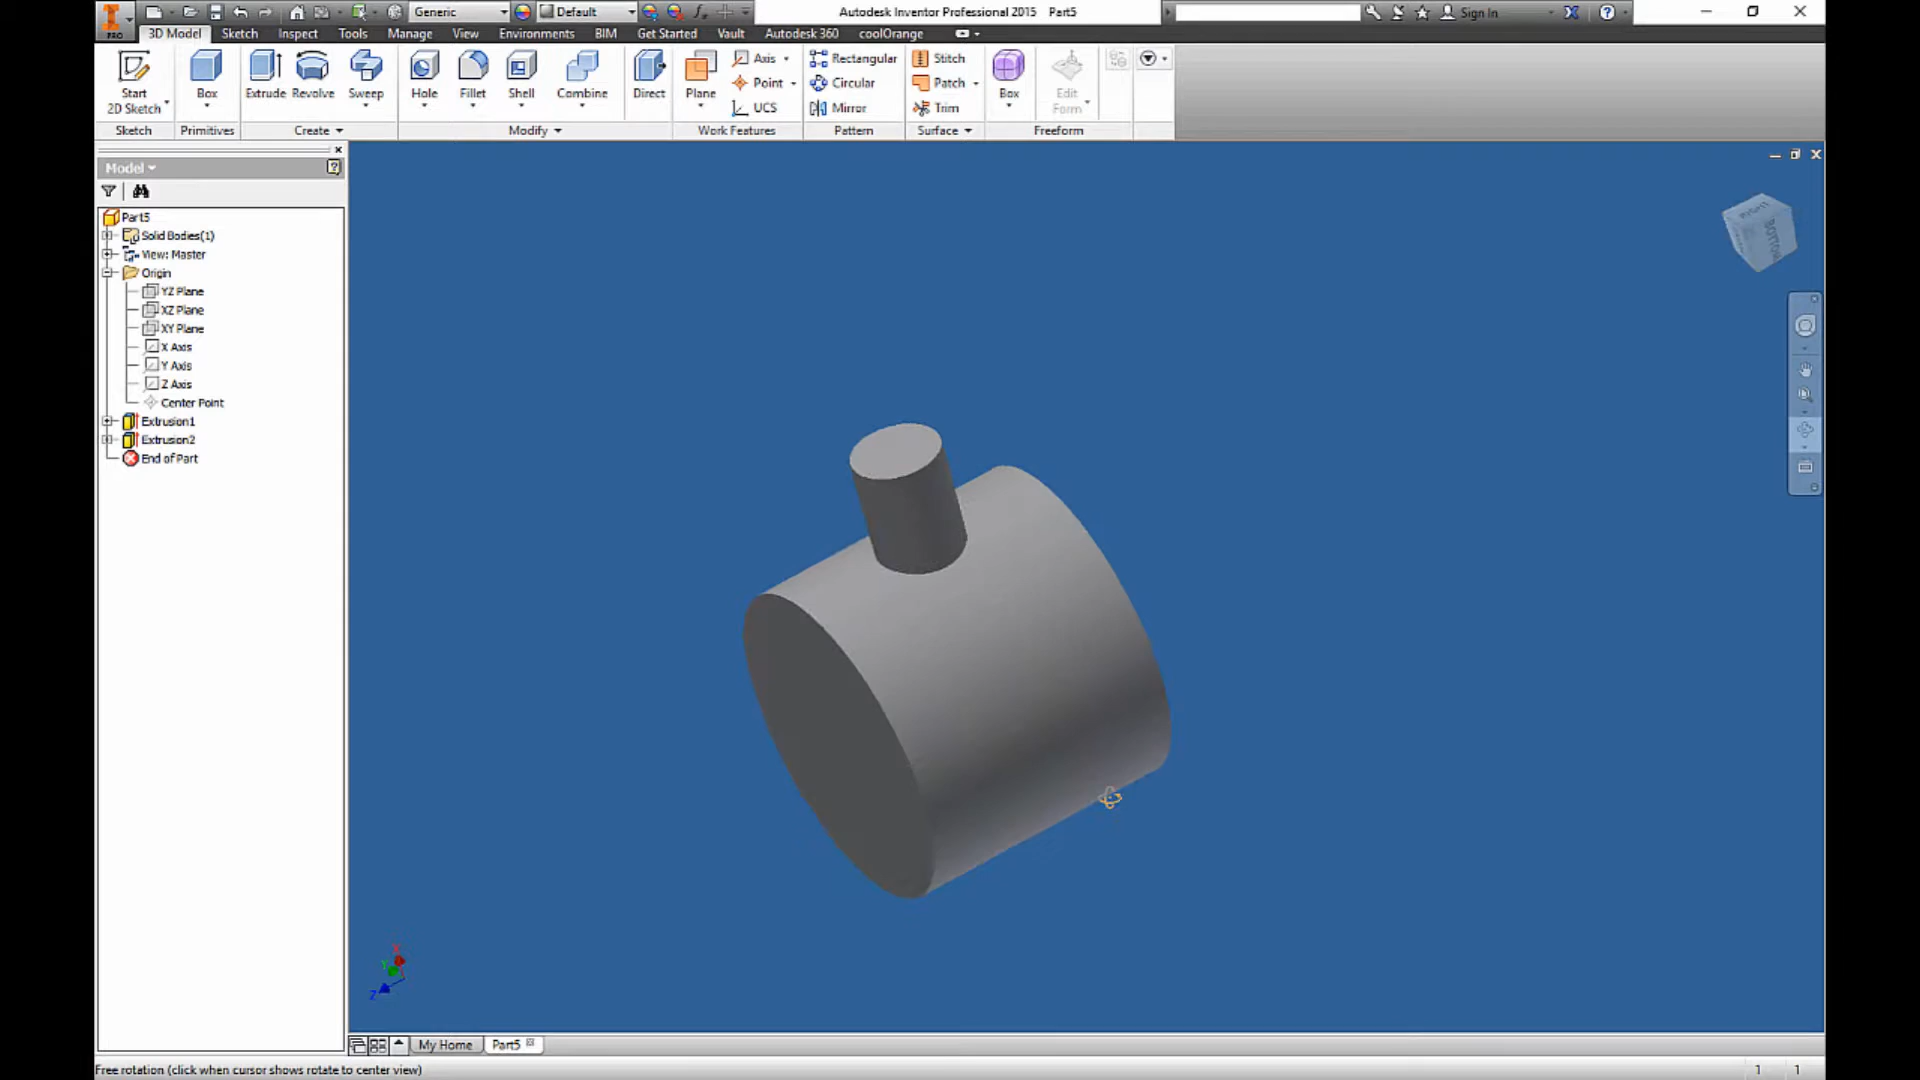 Generic
Default
Autodesk Inventor Professional 2015 Part5
Sign In
PRO
3D Model Sketch Inspect Tools Manage View Environments BIM Get Started Vault Autodesk 360 coolOrange
Start
2D Sketch
Box
Extrude
Revolve
Sweep
Hole
Fillet
Shell
Combine
Direct
Plane
Axis
Point
UCS
Rectangular
Circular
Mirror
Stitch
Patch
Trim
Box
Edit
Form
Sketch Primitives Create Modify Work Features Pattern Surface Freeform
Model
Part5
Solid Bodies(1)
View: Master
Origin
YZ Plane
XZ Plane
XY Plane
X Axis
Y Axis
Z Axis
Center Point
Extrusion1
Extrusion2
End of Part
RIGHT
BOTTOM
X
Y
Z
My Home Part5
Free rotation (click when cursor shows rotate to center view)
1 1